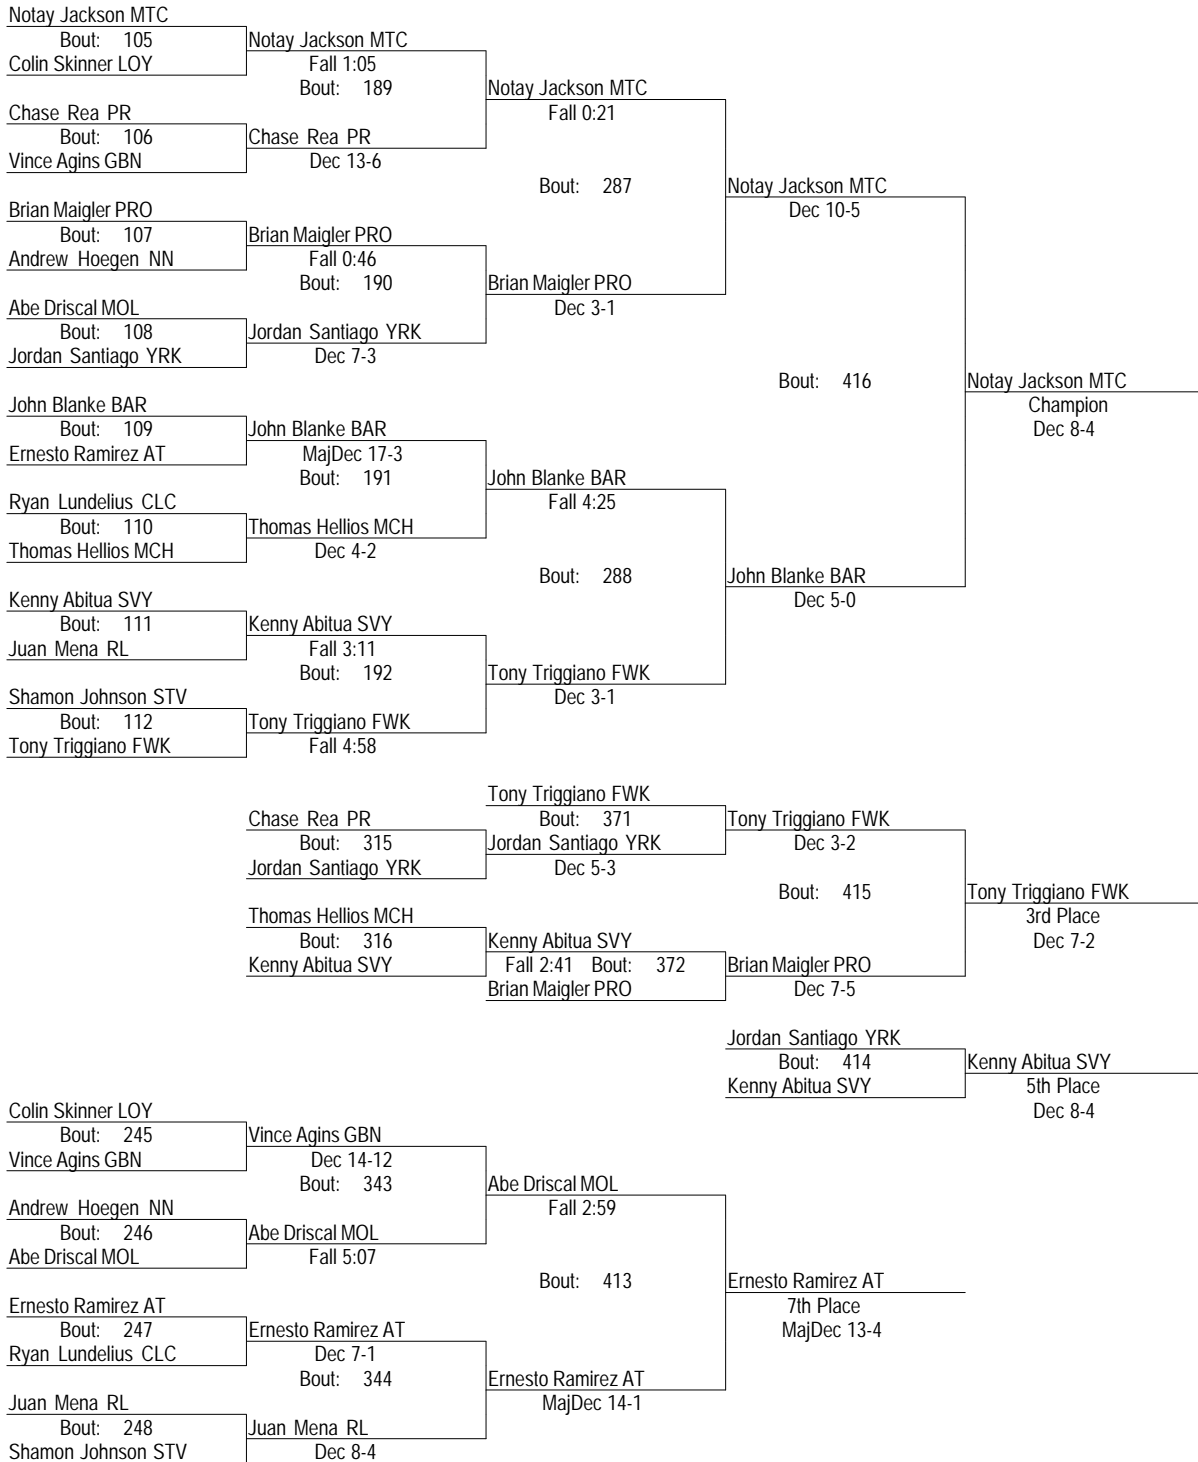 Notay Jackson MTC
Bout: 105
Notay Jackson MTC
Colin Skinner LOY
Fall 1:05
Bout: 189
Notay Jackson MTC
Chase Rea PR
Fall 0:21
Bout: 106
Chase Rea PR
Vince Agins GBN
Dec 13-6
Bout: 287
Notay Jackson MTC
Brian Maigler PRO
Dec 10-5
Bout: 107
Brian Maigler PRO
Andrew Hoegen NN
Fall 0:46
Bout: 190
Brian Maigler PRO
Abe Driscal MOL
Dec 3-1
Bout: 108
Jordan Santiago YRK
Jordan Santiago YRK
Dec 7-3
Bout: 416
Notay Jackson MTC
John Blanke BAR
Champion
Bout: 109
John Blanke BAR
Dec 8-4
Ernesto Ramirez AT
MajDec 17-3
Bout: 191
John Blanke BAR
Ryan Lundelius CLC
Fall 4:25
Bout: 110
Thomas Hellios MCH
Thomas Hellios MCH
Dec 4-2
Bout: 288
John Blanke BAR
Kenny Abitua SVY
Dec 5-0
Bout: 111
Kenny Abitua SVY
Juan Mena RL
Fall 3:11
Bout: 192
Tony Triggiano FWK
Shamon Johnson STV
Dec 3-1
Bout: 112
Tony Triggiano FWK
Tony Triggiano FWK
Fall 4:58
Tony Triggiano FWK
Chase Rea PR
Bout: 371
Tony Triggiano FWK
Bout: 315
Jordan Santiago YRK
Dec 3-2
Jordan Santiago YRK
Dec 5-3
Bout: 415
Tony Triggiano FWK
Thomas Hellios MCH
3rd Place
Bout: 316
Kenny Abitua SVY
Dec 7-2
Kenny Abitua SVY
Fall 2:41 Bout: 372
Brian Maigler PRO
Brian Maigler PRO
Dec 7-5
Jordan Santiago YRK
Bout: 414
Kenny Abitua SVY
Kenny Abitua SVY
5th Place
Dec 8-4
Colin Skinner LOY
Bout: 245
Vince Agins GBN
Vince Agins GBN
Dec 14-12
Bout: 343
Abe Driscal MOL
Andrew Hoegen NN
Fall 2:59
Bout: 246
Abe Driscal MOL
Abe Driscal MOL
Fall 5:07
Bout: 413
Ernesto Ramirez AT
Ernesto Ramirez AT
7th Place
Bout: 247
Ernesto Ramirez AT
MajDec 13-4
Ryan Lundelius CLC
Dec 7-1
Bout: 344
Ernesto Ramirez AT
Juan Mena RL
MajDec 14-1
Bout: 248
Juan Mena RL
Shamon Johnson STV
Dec 8-4